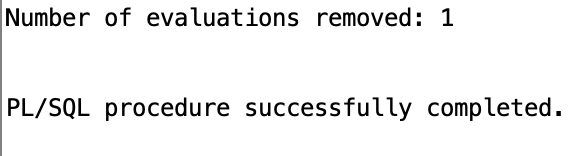 Number of evaluations removed: 1
PL/SQL procedure successfully completed.